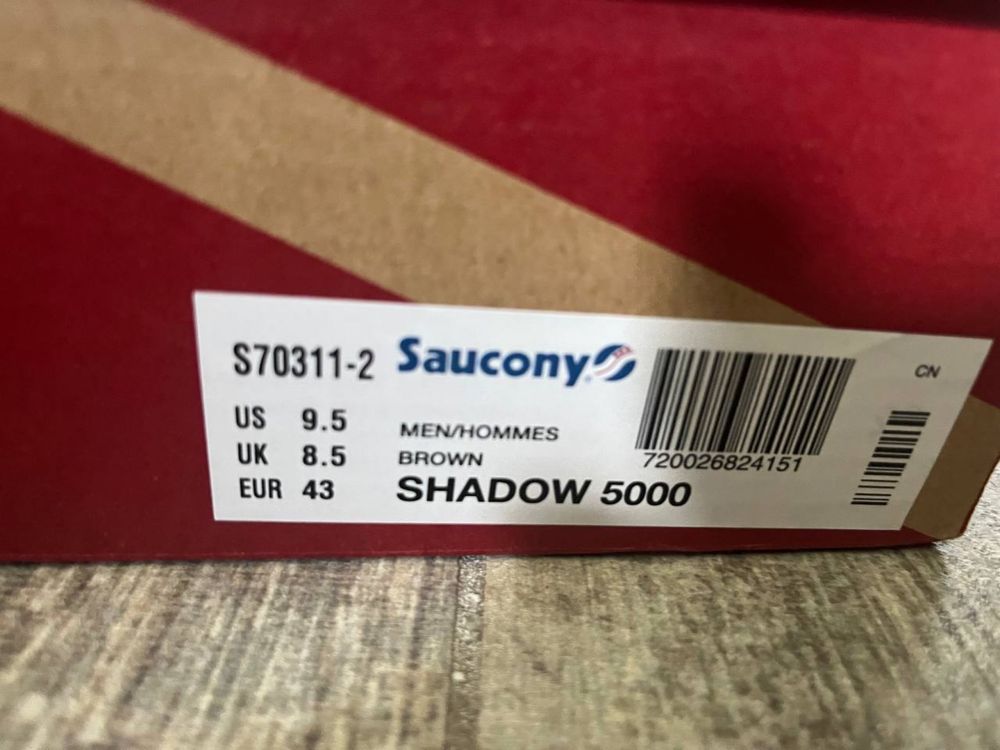 S70311-2 Saucony
US 9.5
UK 8.5
EUR 43
MEN/HOMMES
BROWN
SHADOW 5000
720026824151
CN